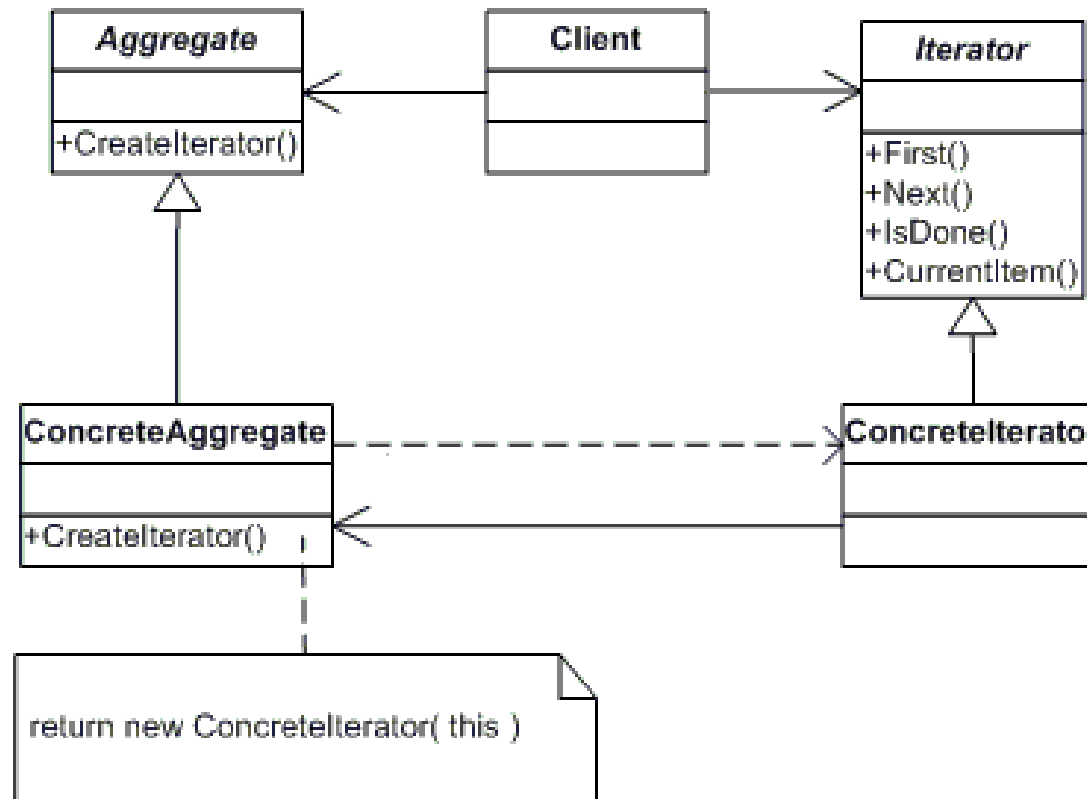 Aggregate
Client
Iterator
+CreateIterator()
+First()
+Next()
+IsDone()
+CurrentItem()
ConcreteAggregate
ConcreteIterato
+CreateIterator()
return new ConcreteIterator( this )